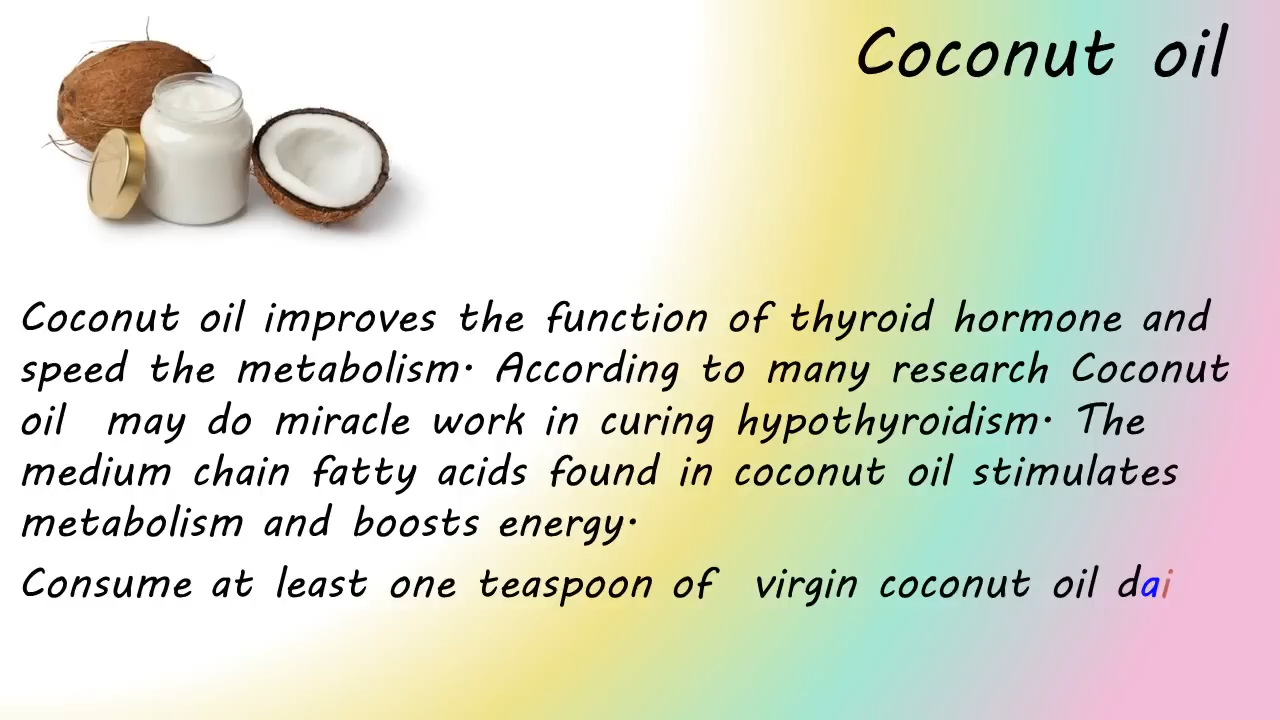 Coconut oil
Coconut oil improves the function of thyroid hormone and
speed the metabolism. According to many research Coconut
oil may do miracle work in curing hypothyroidism. The
medium chain fatty acids found in coconut oil stimulates
metabolism and boosts energy.
Consume at least one teaspoon of virgin coconut oil dai